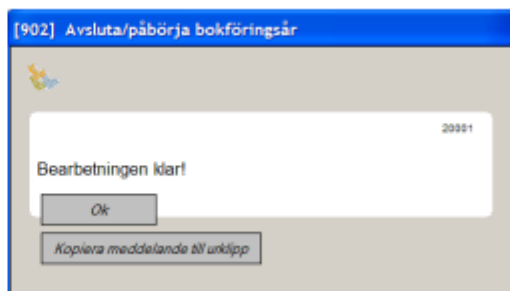 [902] Avsluta/påbörja bokföringsår
20001
Bearbetningen klar!
Ok
Kopiera meddelande till urklipp